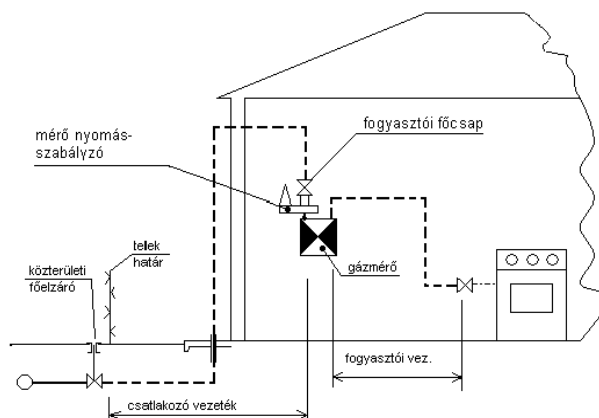 fogyasztói főcsap
mérő nyomás-
szabályzó
telek
határ
közterületi
főelzáró
gázmérő
fogyasztói vez.
csatlakozó vezeték